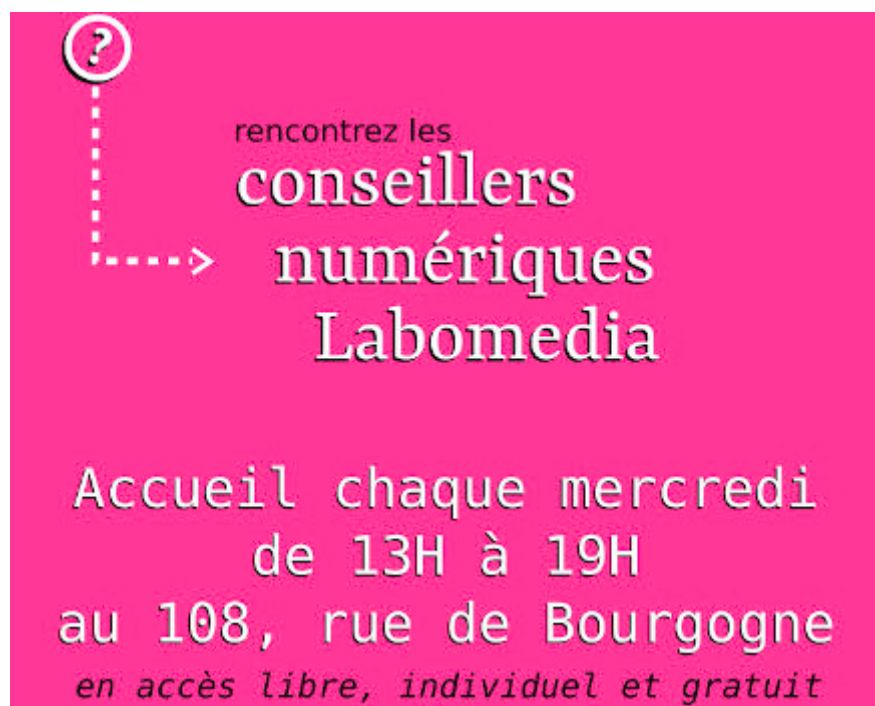 ?
rencontrez les
conseillers
numériques
Labomedia
Accueil chaque mercredi
de 13H à 19H
au 108, rue de Bourgogne
en accès libre, individuel et gratuit